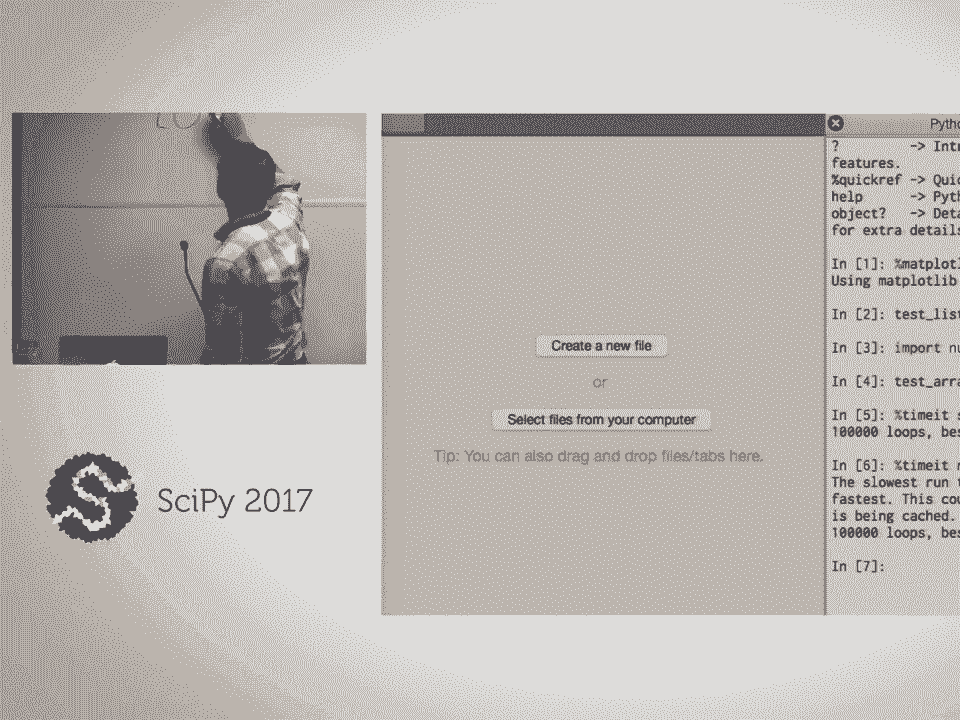 Create a new file
or
Select files from your computer
Tip: You can also drag and drop files/tabs here.
SciPy 2017
? -> Intr
features.
%quickref -> Quic
help -> Pyth
object? -> Deta
for extra details
In [1]: %matplotl
Using matplotlib
In [2]: test_list
In [3]: import nu
In [4]: test_arra
In [5]: %timeit s
100000 loops, bes
In [6]: %timeit n
The slowest run t
fastest. This cou
is being cached.
100000 loops, bes
In [7]: